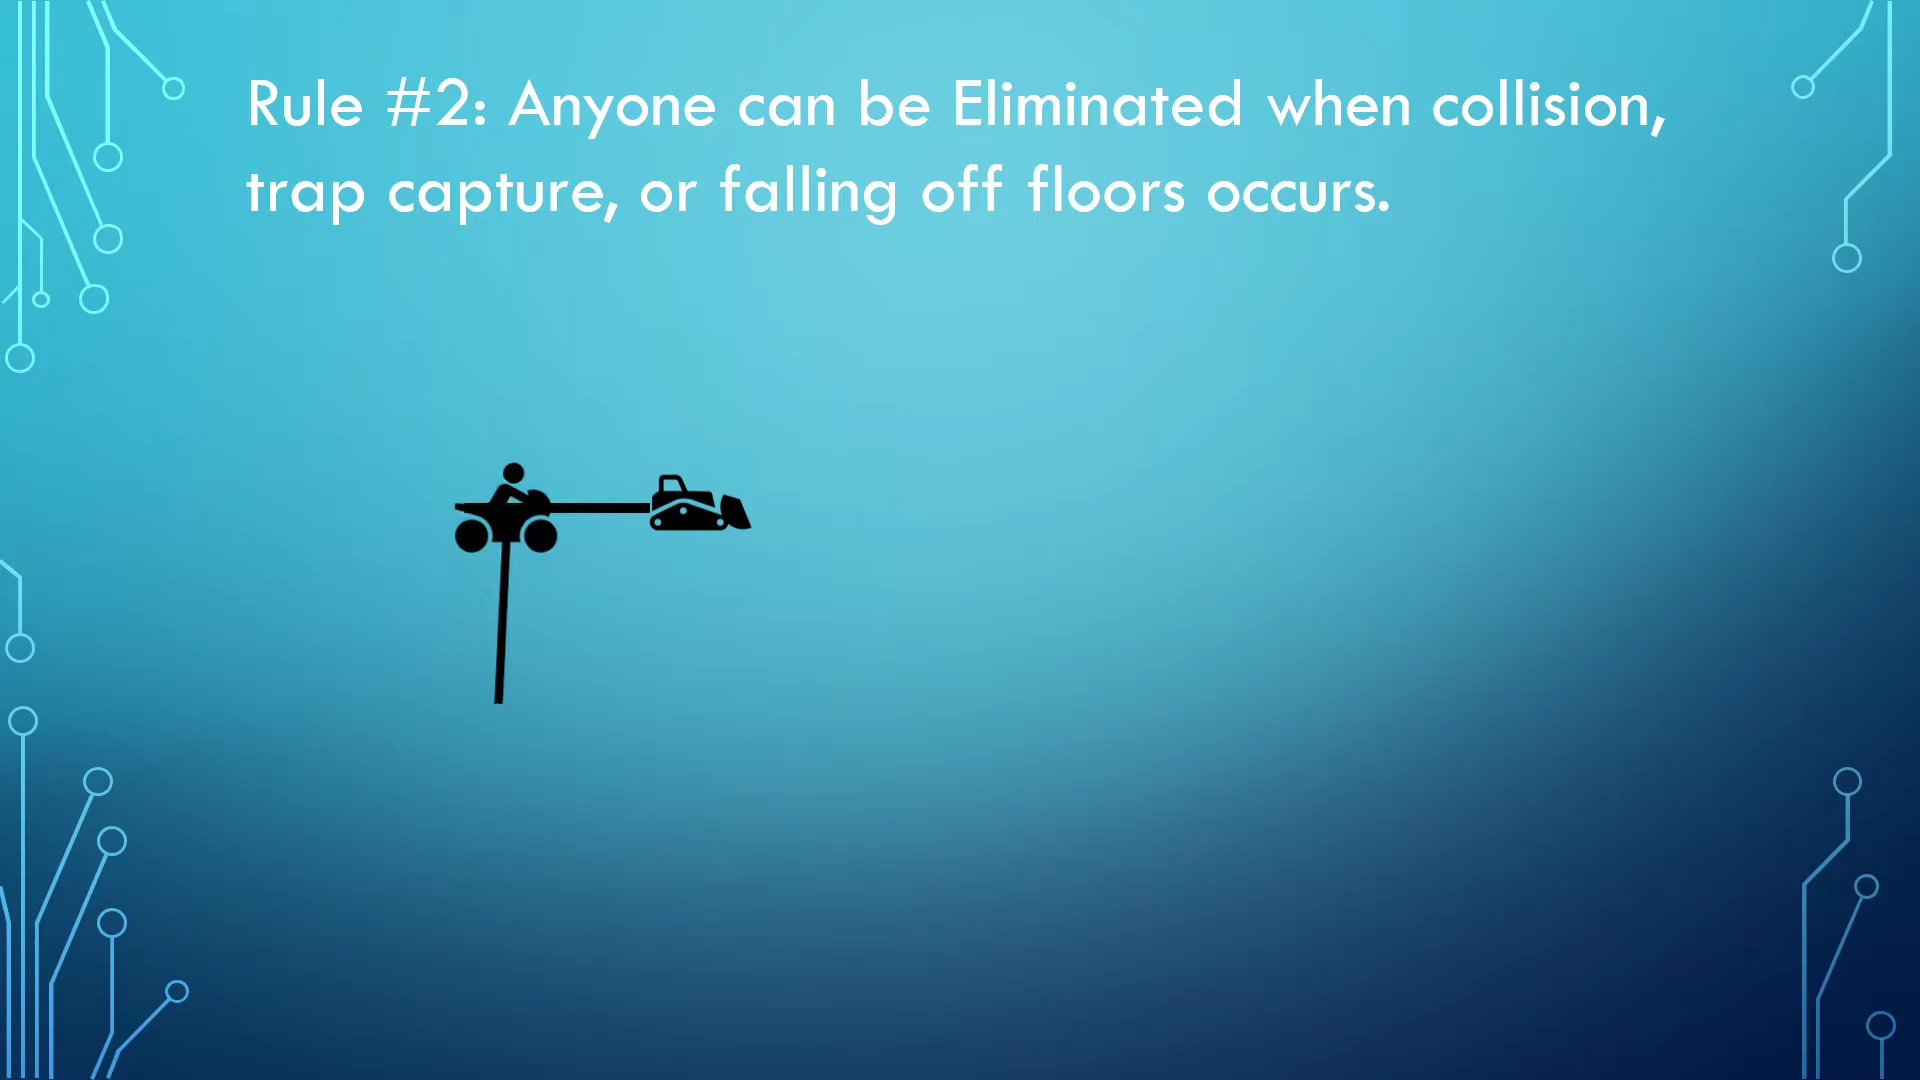 Rule #2: Anyone can be Eliminated when collision,
trap capture, or falling off floors occurs.